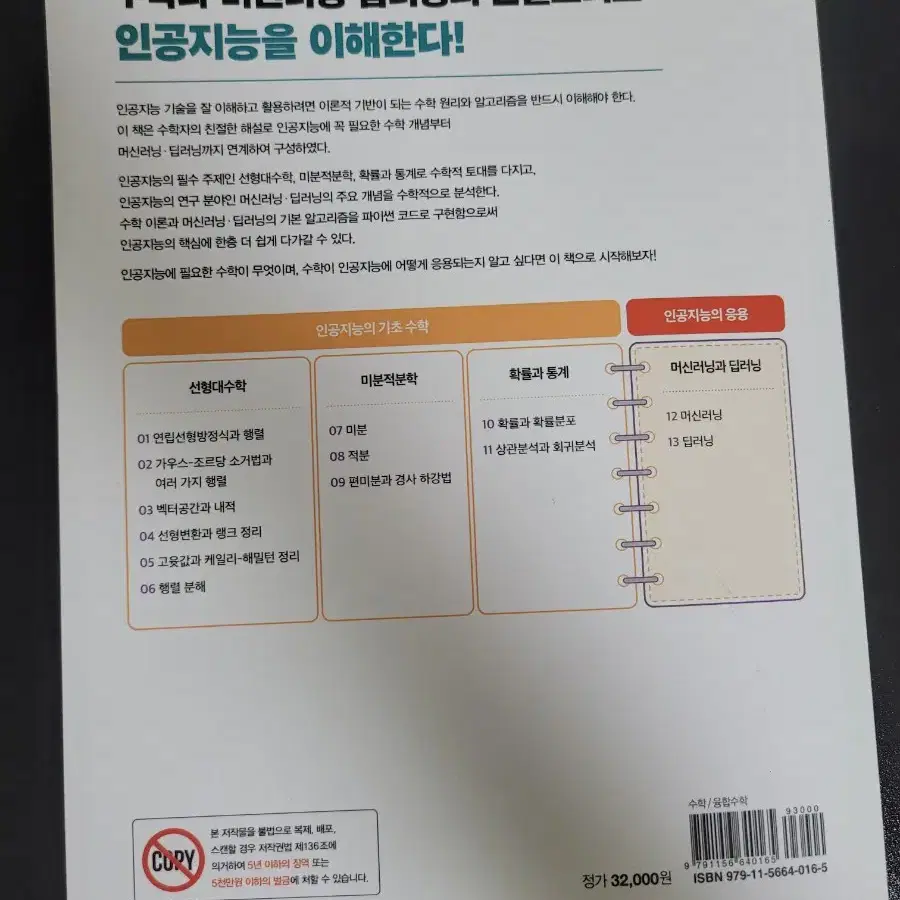 인공지능을 이해한다!
인공지능 기술을 잘 이해하고 활용하려면 이론적 기반이 되는 수학 원리와 알고리즘을 반드시 이해해야 한다.
이 책은 수학자의 친절한 해설로 인공지능에 꼭 필요한 수학 개념부터
머신러닝·딥러닝까지 연계하여 구성하였다.
인공지능의 필수 주제인 선형대수학, 미분적분학, 확률과 통계로 수학적 토대를 다지고,
인공지능의 연구 분야인 머신러닝·딥러닝의 주요 개념을 수학적으로 분석한다.
수학 이론과 머신러닝·딥러닝의 기본 알고리즘을 파이썬 코드로 구현함으로써
인공지능의 핵심에 한층 더 쉽게 다가갈 수 있다.
인공지능에 필요한 수학이 무엇이며, 수학이 인공지능에 어떻게 응용되는지 알고 싶다면 이 책으로 시작해보자!
인공지능의 기초 수학
인공지능의 응용
선형대수학
01 연립선형방정식과 행렬
02 가우스-조르당 소거법과
여러 가지 행렬
03 벡터공간과 내적
04 선형변환과 랭크 정리
05 고윳값과 케일리-해밀턴 정리
06 행렬 분해
미분적분학
07 미분
08 적분
09 편미분과 경사 하강법
확률과 통계
10 확률과 확률분포
11 상관분석과 회귀분석
머신러닝과 딥러닝
12 머신러닝
13 딥러닝
COPY
본 저작물을 불법으로 복제, 배포,
스캔할 경우 저작권법 제136조에
의거하여 5년 이하의 징역 또는
5천만원 이하의 벌금에 처할 수 있습니다.
수학 / 융합수학
93000
9 791156 640165
정가 32,000원
ISBN 979-11-5664-016-5